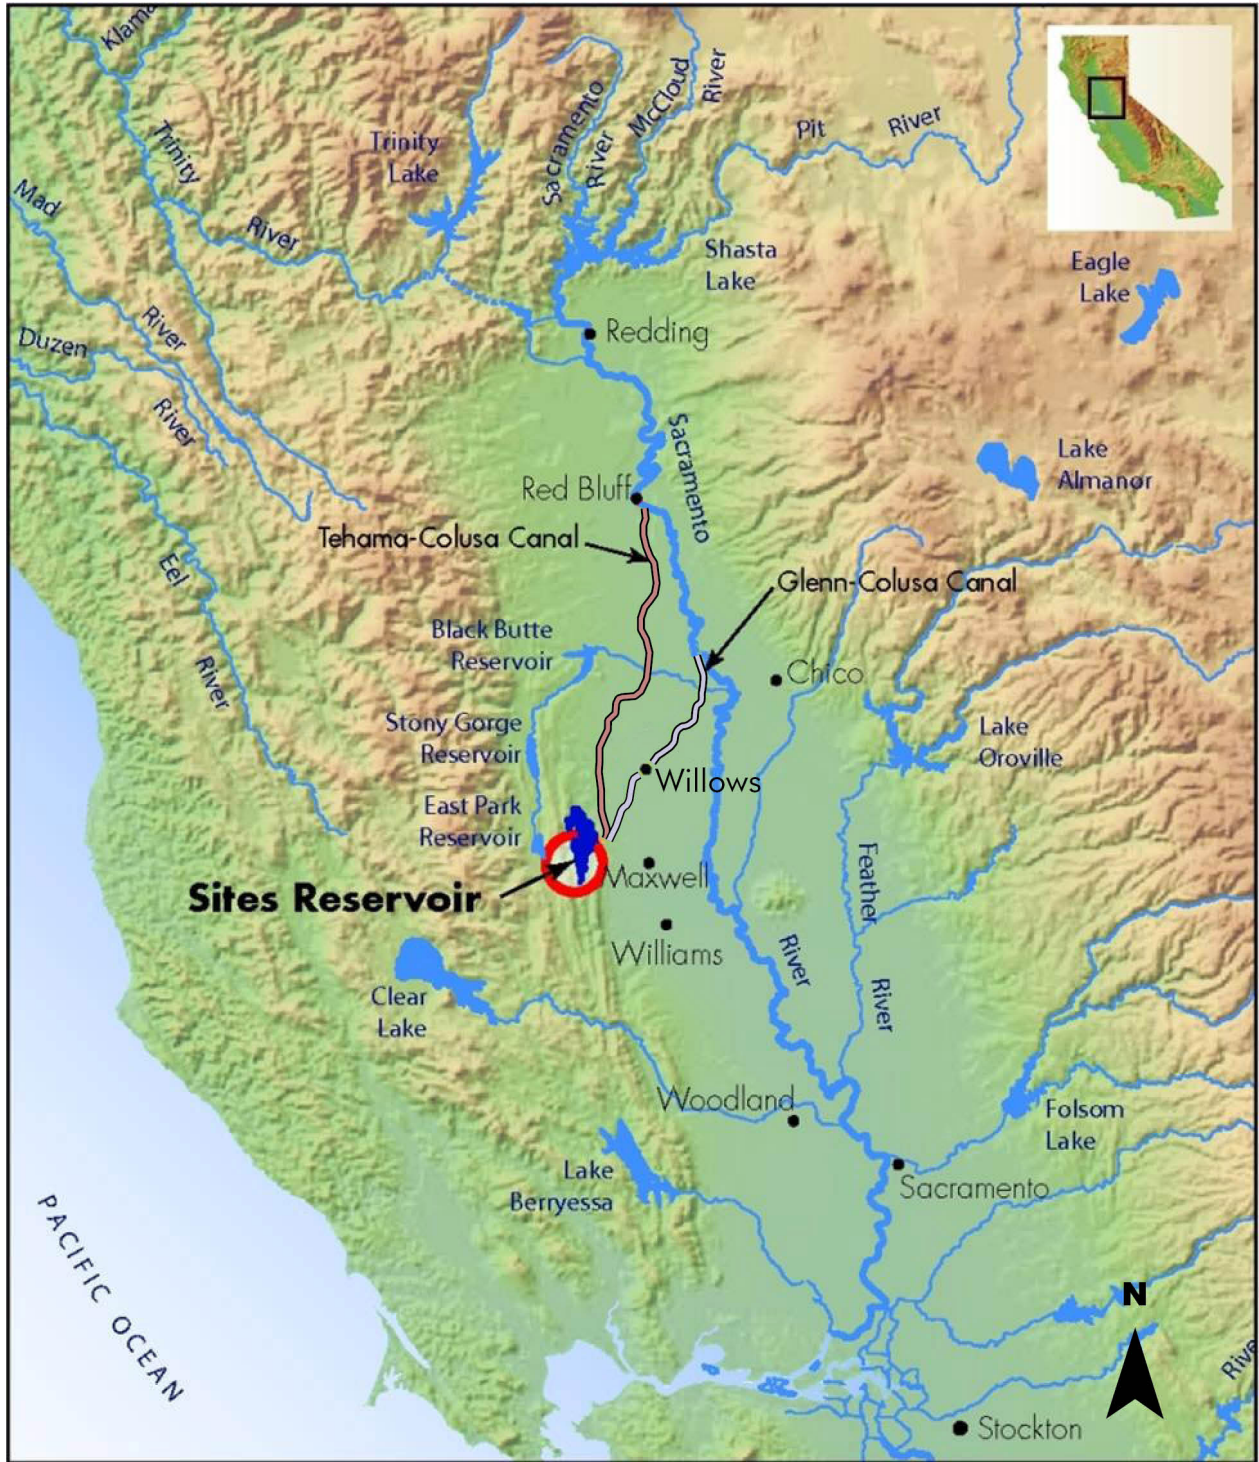 Klama
Trinity
River
Mad
River
Duzen
River
Trinity
Lake
Sacramento
River
McCloud
River
Pit River
Shasta
Lake
Eagle
Lake
Redding
Sacramento
Lake
Almanor
Red Bluff
Tehama-Colusa Canal
Glenn-Colusa Canal
Eel
River
Black Butte
Reservoir
Chico
Stony Gorge
Reservoir
Lake
Oroville
Willows
East Park
Reservoir
Maxwell
Sites Reservoir
Feather
River
Williams
River
Clear
Lake
Woodland
Folsom
Lake
Lake
Berryessa
Sacramento
PACIFIC OCEAN
N
Rive
Stockton